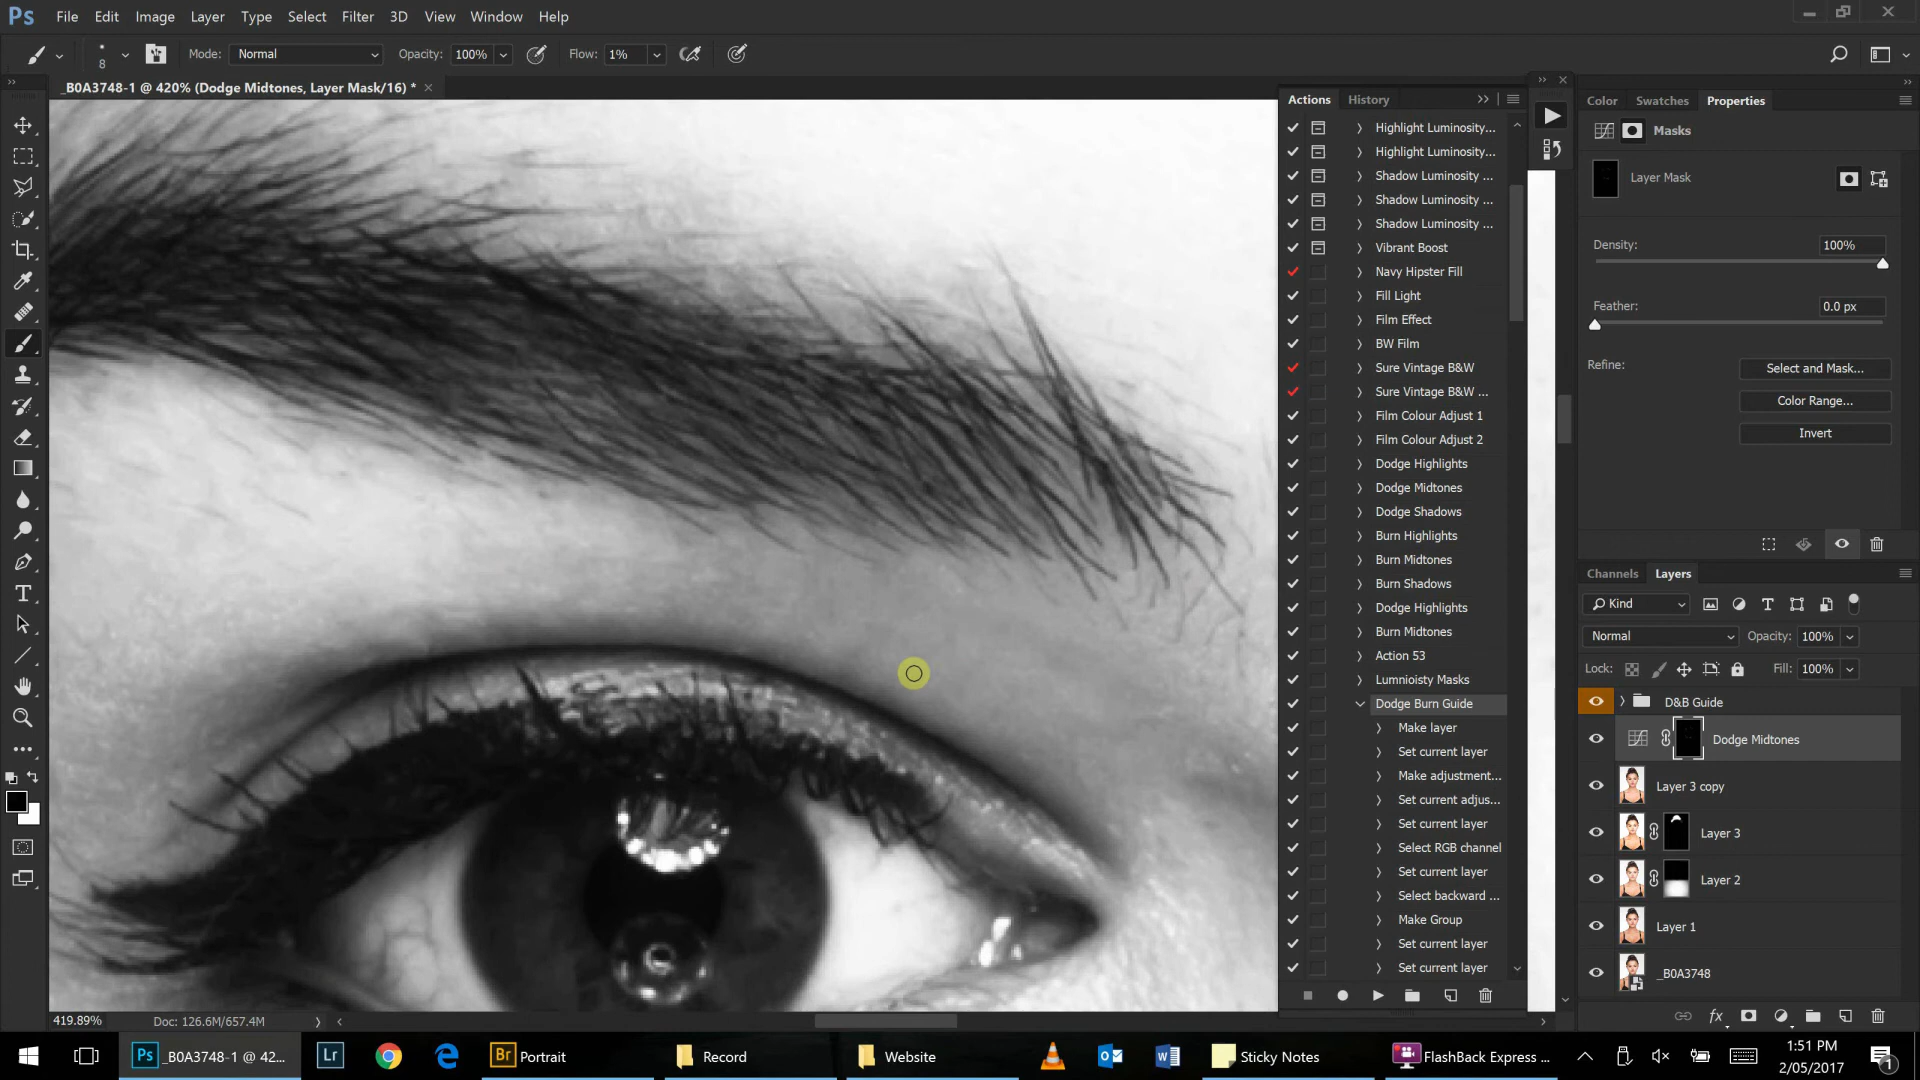 Ps File Edit Image Layer Type Select Filter 3D View Window Help
8 Mode: Normal Opacity: 100% Flow: 1%
_B0A3748-1 @ 420% (Dodge Midtones, Layer Mask/16) * ×
Actions History
Highlight Luminosity...
Highlight Luminosity...
Shadow Luminosity ...
Shadow Luminosity ...
Shadow Luminosity ...
Vibrant Boost
Navy Hipster Fill
Fill Light
Film Effect
BW Film
Sure Vintage B&W
Sure Vintage B&W ...
Film Colour Adjust 1
Film Colour Adjust 2
Dodge Highlights
Dodge Midtones
Dodge Shadows
Burn Highlights
Burn Midtones
Burn Shadows
Dodge Highlights
Burn Midtones
Action 53
Lumnioisty Masks
Dodge Burn Guide
Make layer
Set current layer
Make adjustment...
Set current adjus...
Set current layer
Select RGB channel
Set current layer
Select backward ...
Make Group
Set current layer
Set current layer
Color Swatches Properties
Masks
Layer Mask
Density: 100%
Feather: 0.0 px
Refine: Select and Mask...
Color Range...
Invert
Channels Layers
Kind
Normal Opacity: 100%
Lock: Fill: 100%
D&B Guide
Dodge Midtones
Layer 3 copy
Layer 3
Layer 2
Layer 1
_B0A3748
fx
419.89% Doc: 126.6M/657.4M
Ps _B0A3748-1 @ 42...
Lr
Br Portrait
Record
Website
Sticky Notes
FlashBack Express ...
1:51 PM
2/05/2017
1